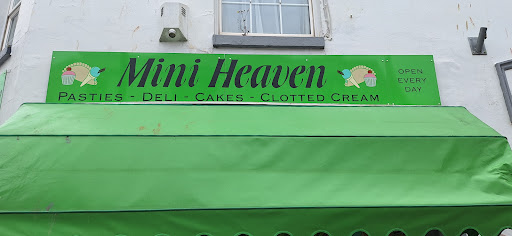 Mini Heaven
PASTIES - DELI - CAKES - CLOTTED CREAM
OPEN
EVERY
DAY